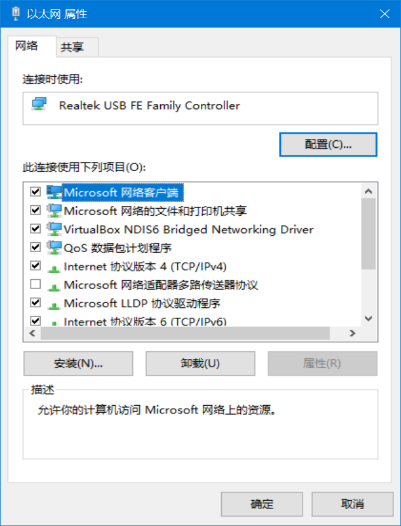 以太网 属性
网络
共享
连接时使用:
Realtek USB FE Family Controller
配置(C)...
此连接使用下列项目(O):
Microsoft 网络客户端
Microsoft 网络的文件和打印机共享
VirtualBox NDIS6 Bridged Networking Driver
QoS 数据包计划程序
Internet 协议版本 4 (TCP/IPv4)
Microsoft 网络适配器多路传送器协议
Microsoft LLDP 协议驱动程序
Internet 协议版本 6 (TCP/IPv6)
安装(N)...
卸载(U)
属性(R)
描述
允许你的计算机访问 Microsoft 网络上的资源。
确定
取消